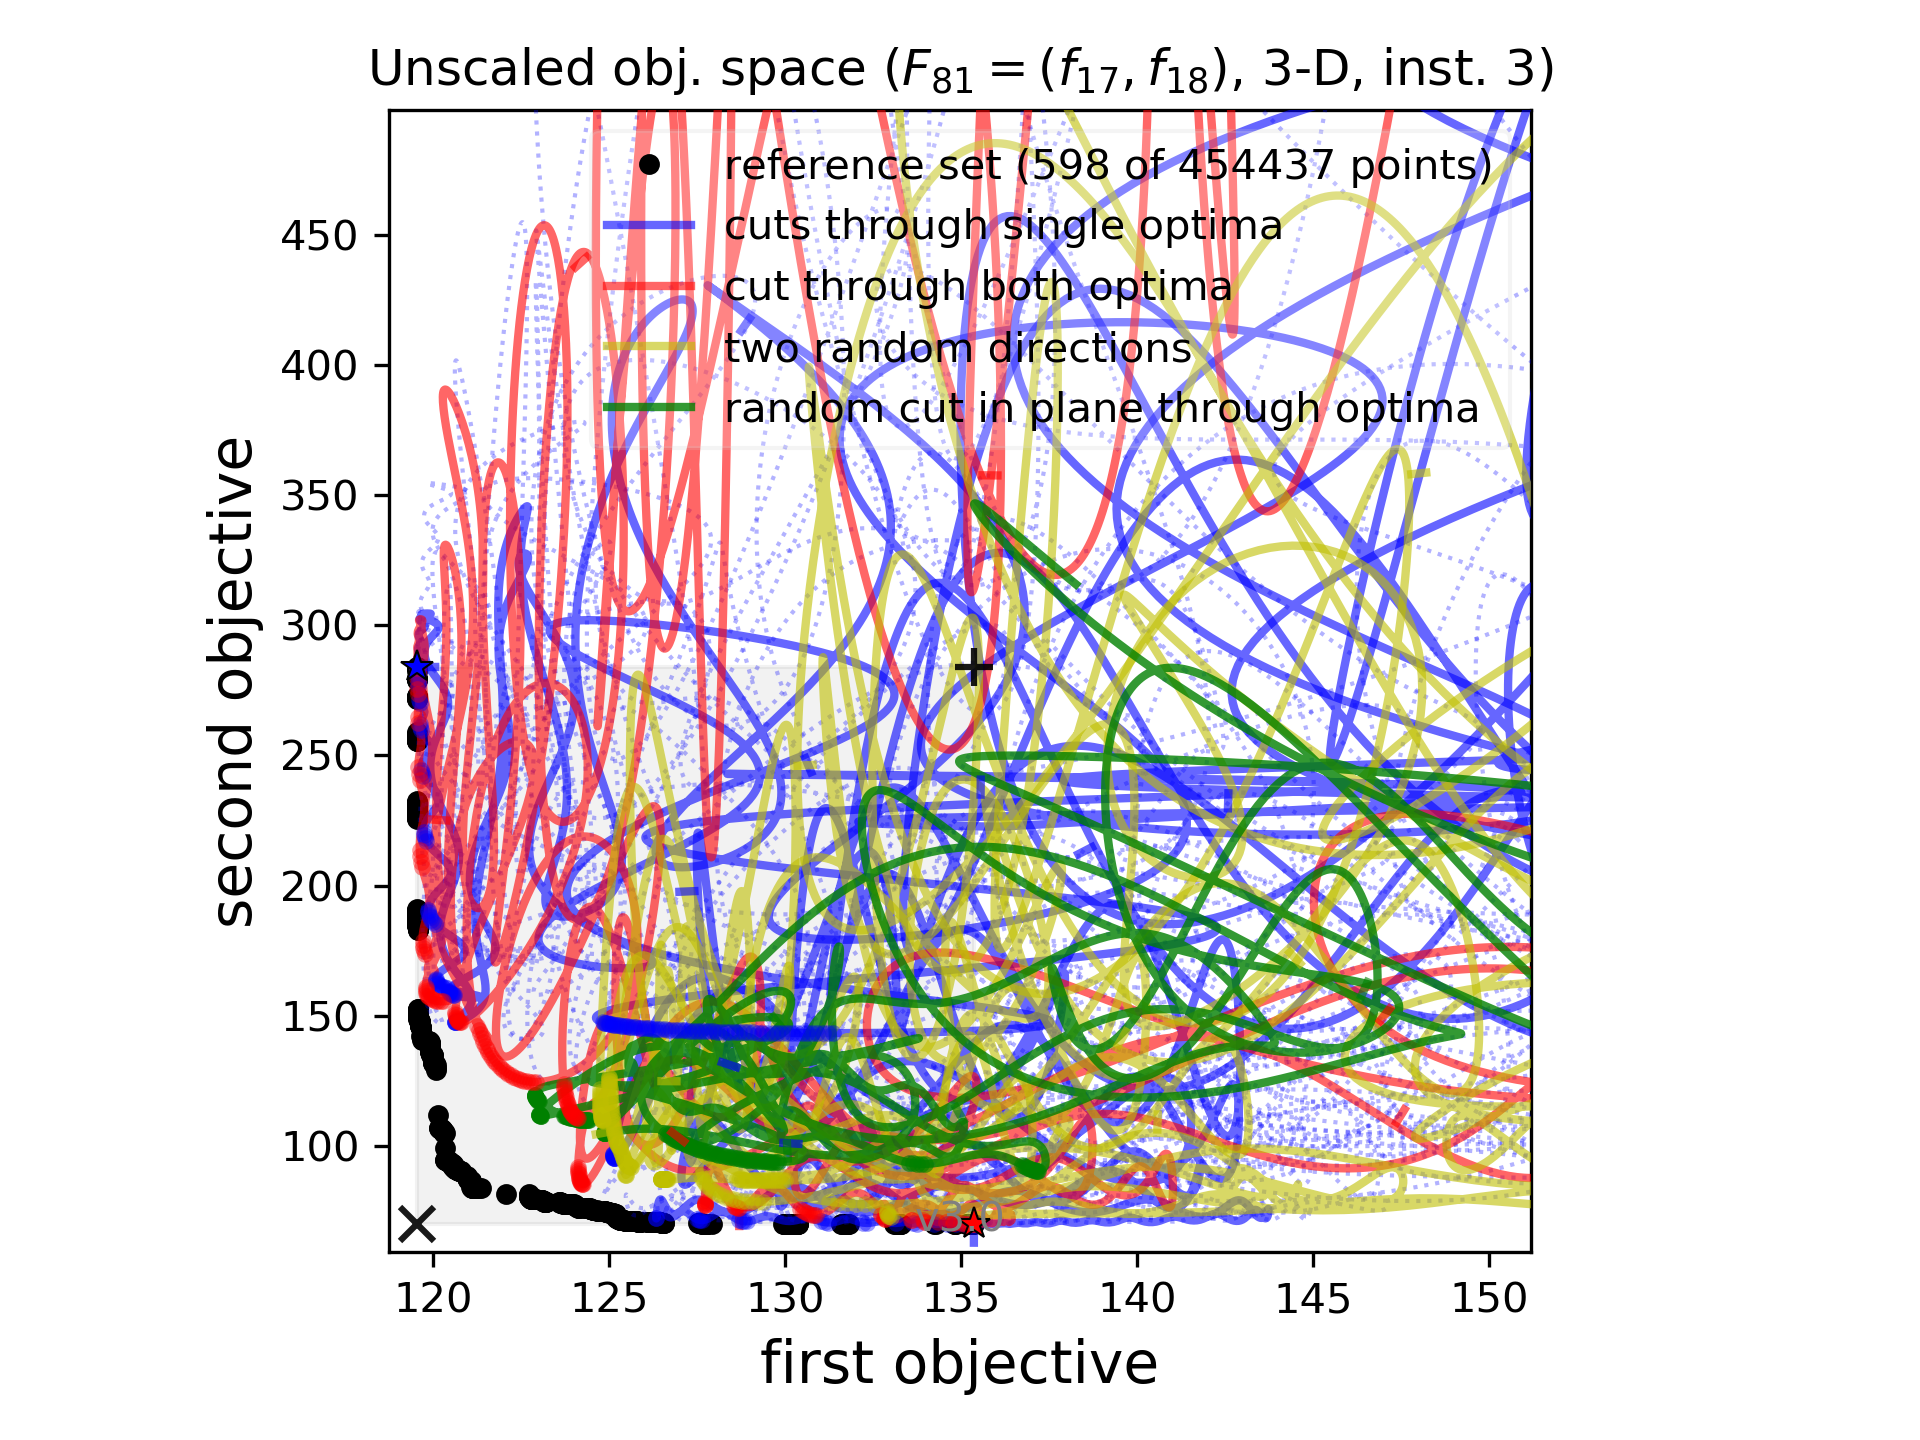 Unscaled obj. space (F81 = (f17, f18), 3-D, inst. 3)
reference set (598 of 454437 points)
cuts through single optima
cut through both optima
two random directions
random cut in plane through optima
second objective
450
400
350
300
250
200
150
100
v3.0
120 125 130 135 140 145 150
first objective